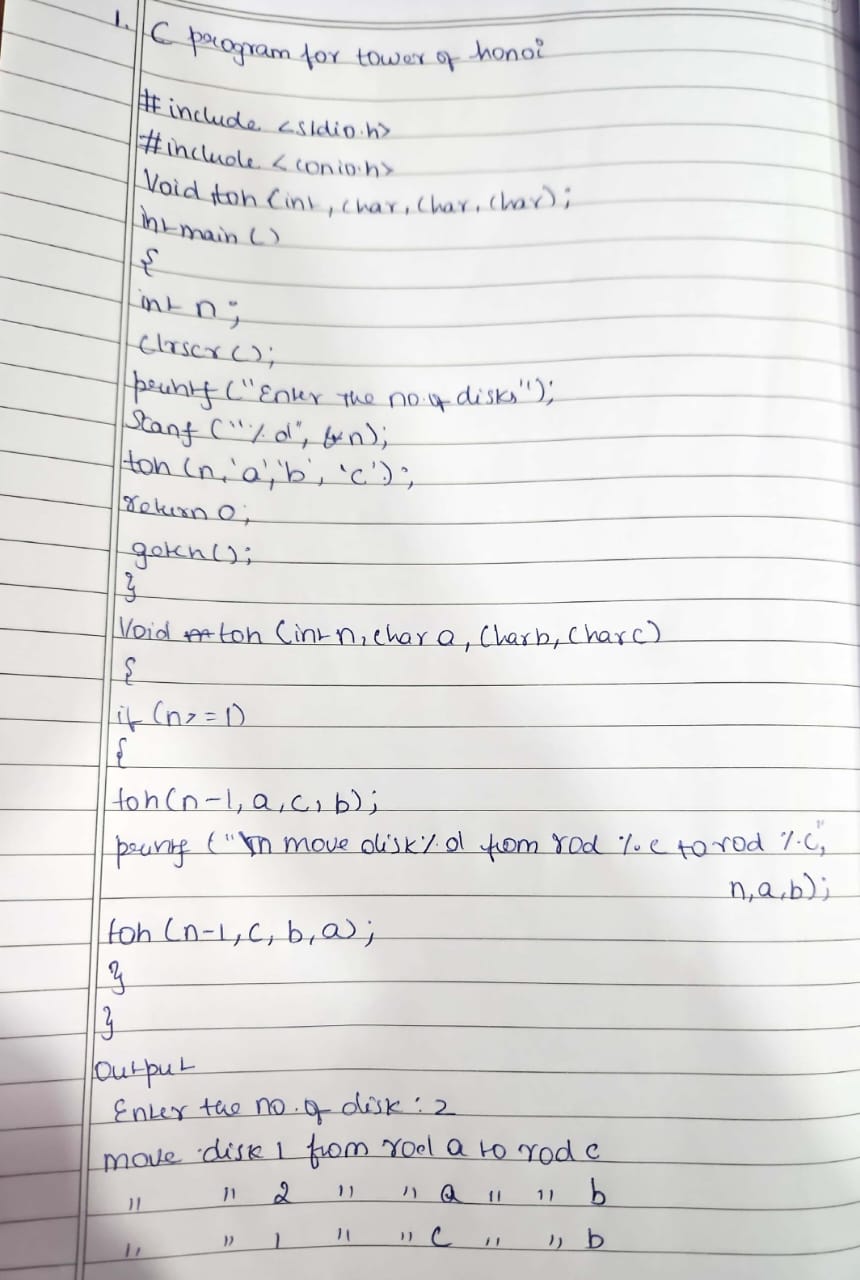 1. C program for tower of honoi
#include <stdio.h>
#include <conio.h>
Void toh (int, char, char, char);
int main ()
{
int n;
clrscr();
printf ("Enter the no. of disks");
Scanf ("%d", &n);
toh (n, 'a', 'b', 'c');
return 0;
getch();
}
Void toh (int n, char a, char b, char c)
{
if (n>=1)
{
toh(n-1, a, c, b);
printf ("\n move disk %d from rod %c to rod %c",
n, a, b);
toh (n-1, c, b, a);
}
}
Output
Enter the no. of disk : 2
move disk 1 from rod a to rod c
" " 2 " " a " " b
" " 1 " " c " " b